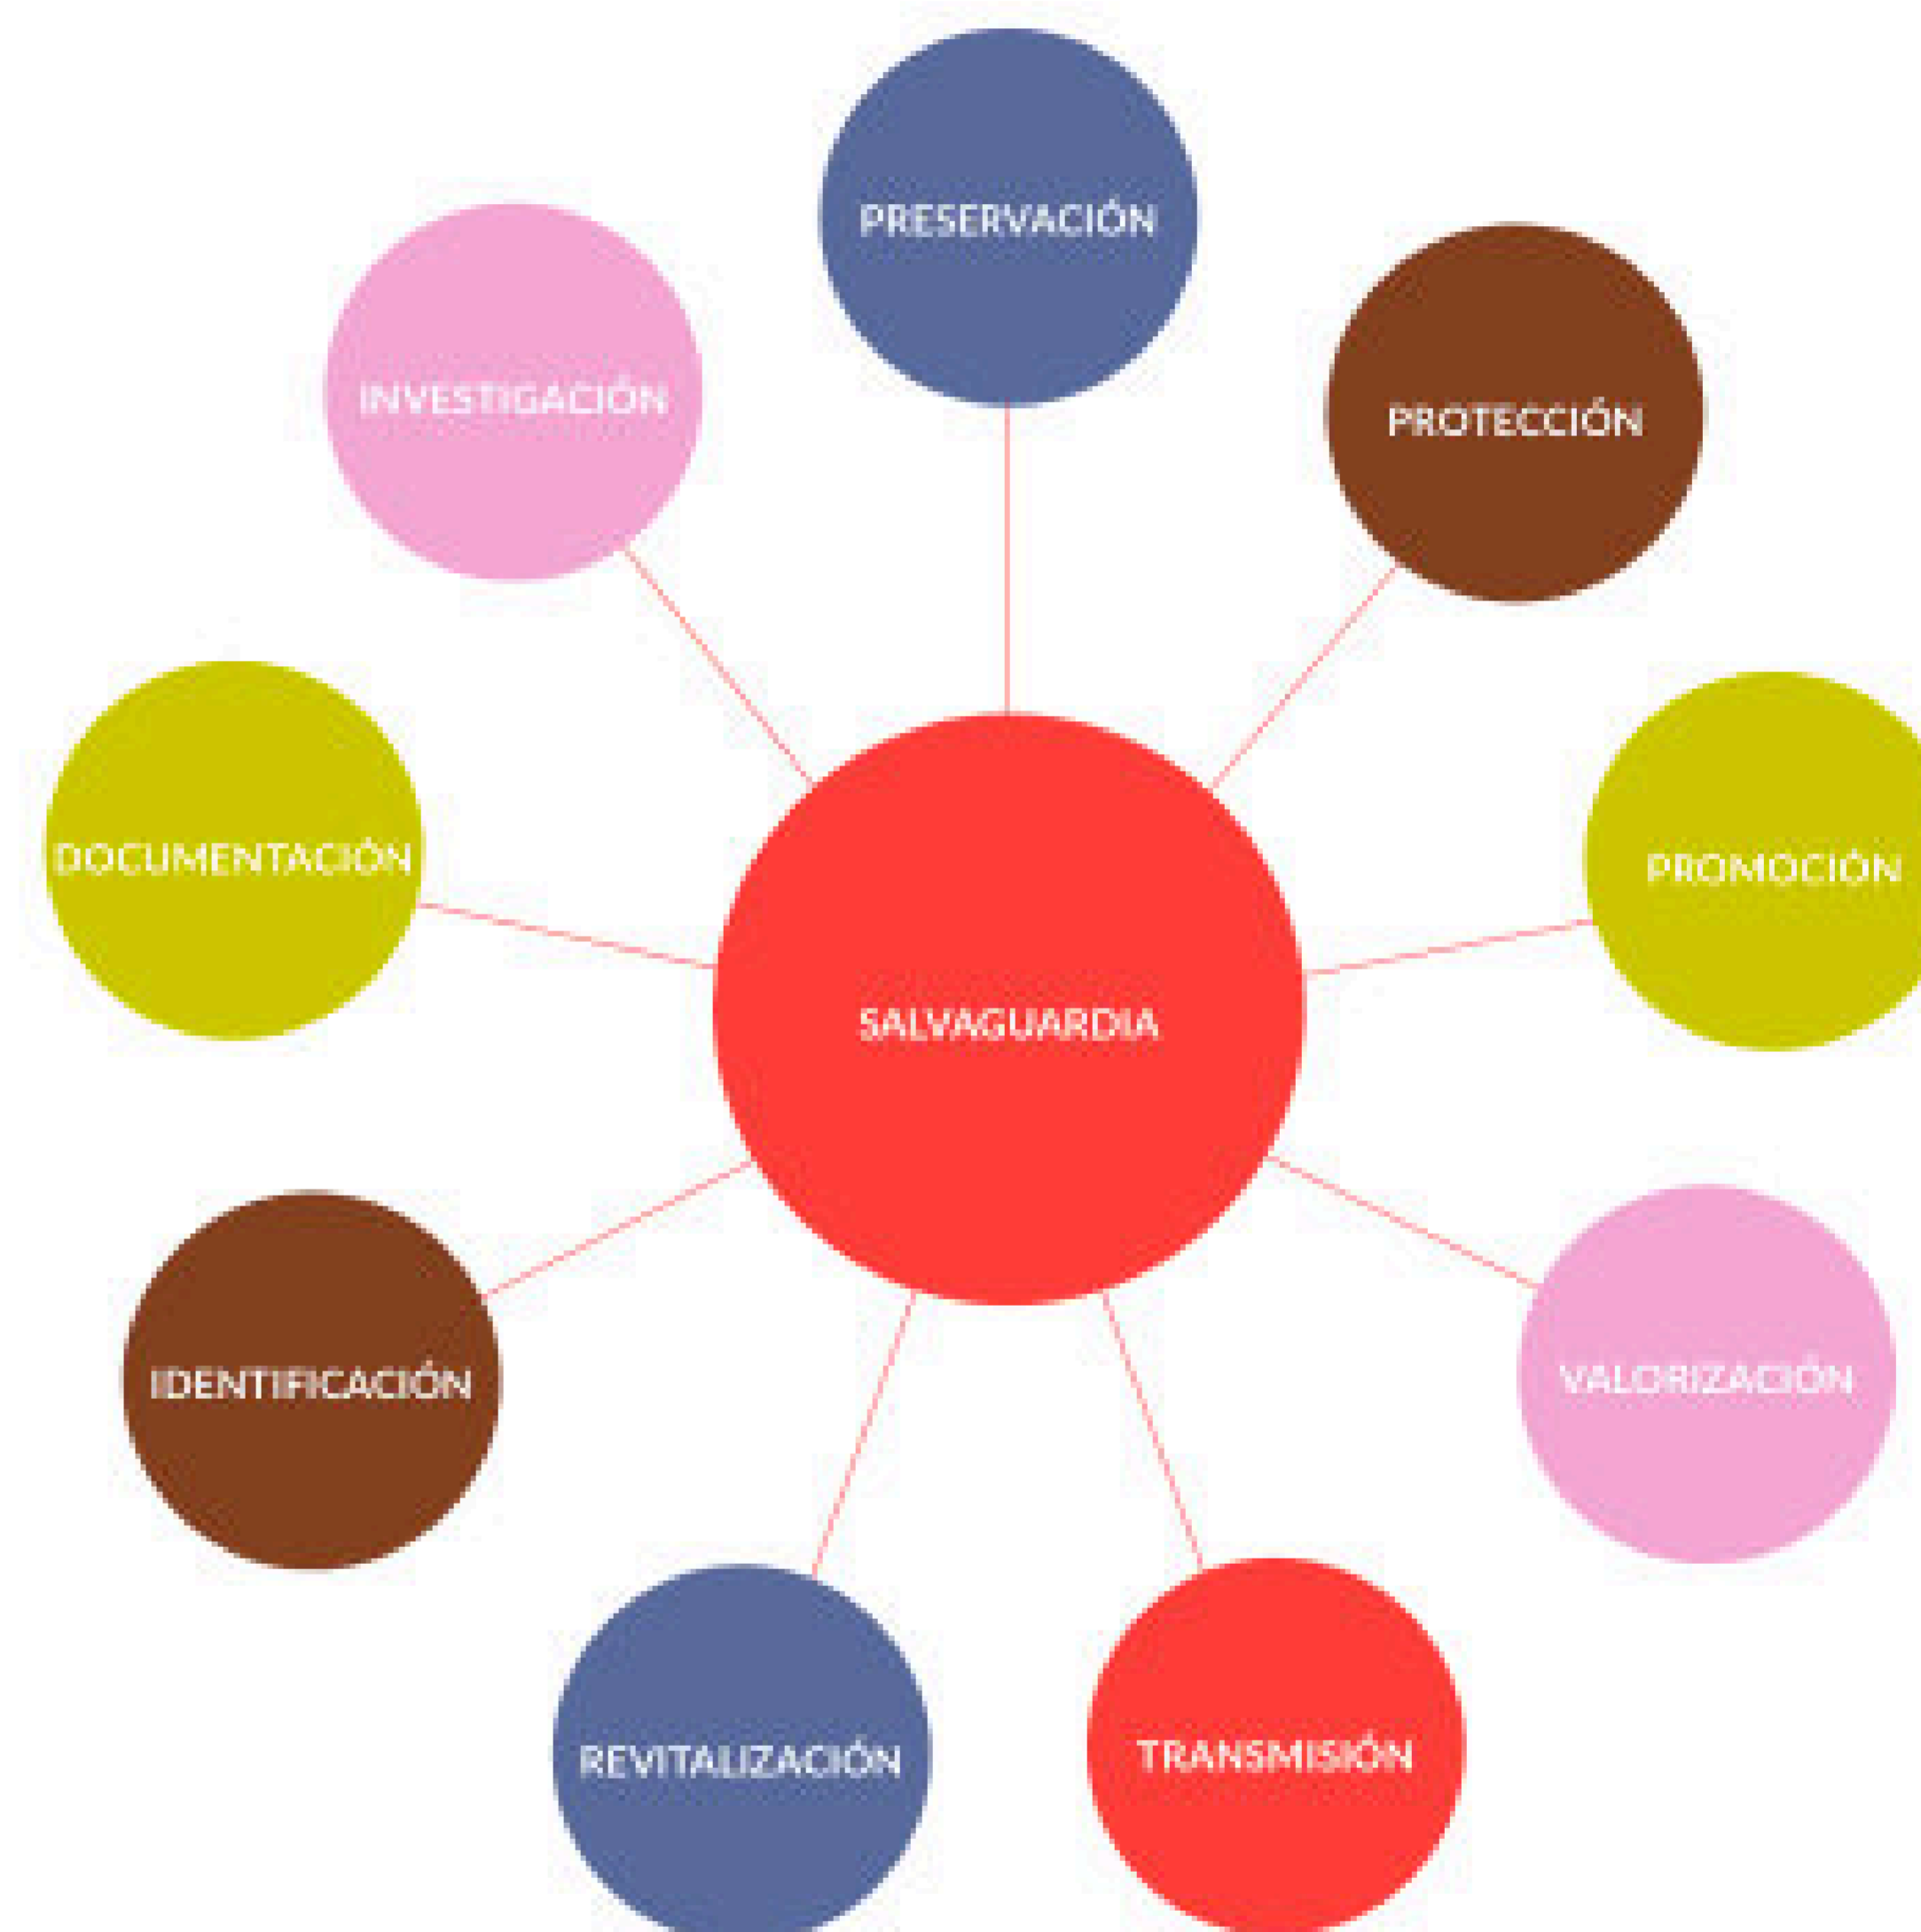 PRESERVACIÓN
INVESTIGACIÓN
PROTECCIÓN
DOCUMENTACIÓN
PROMOCIÓN
SALVAGUARDIA
IDENTIFICACIÓN
VALORIZACIÓN
REVITALIZACIÓN
TRANSMISIÓN